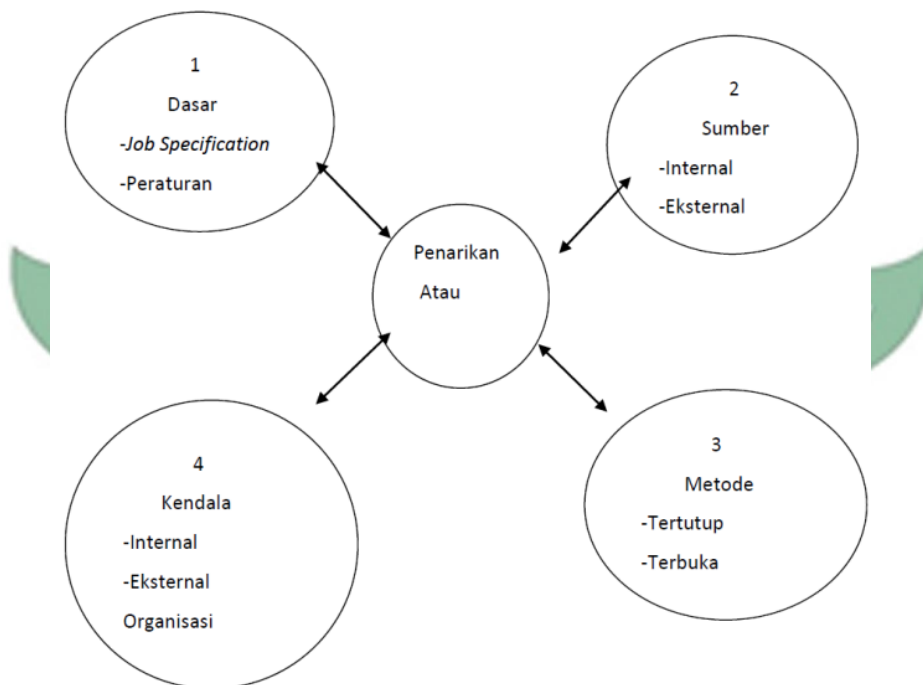 1
Dasar
-Job Specification
-Peraturan
2
Sumber
-Internal
-Eksternal
Penarikan
Atau
4
Kendala
-Internal
-Eksternal
Organisasi
3
Metode
-Tertutup
-Terbuka